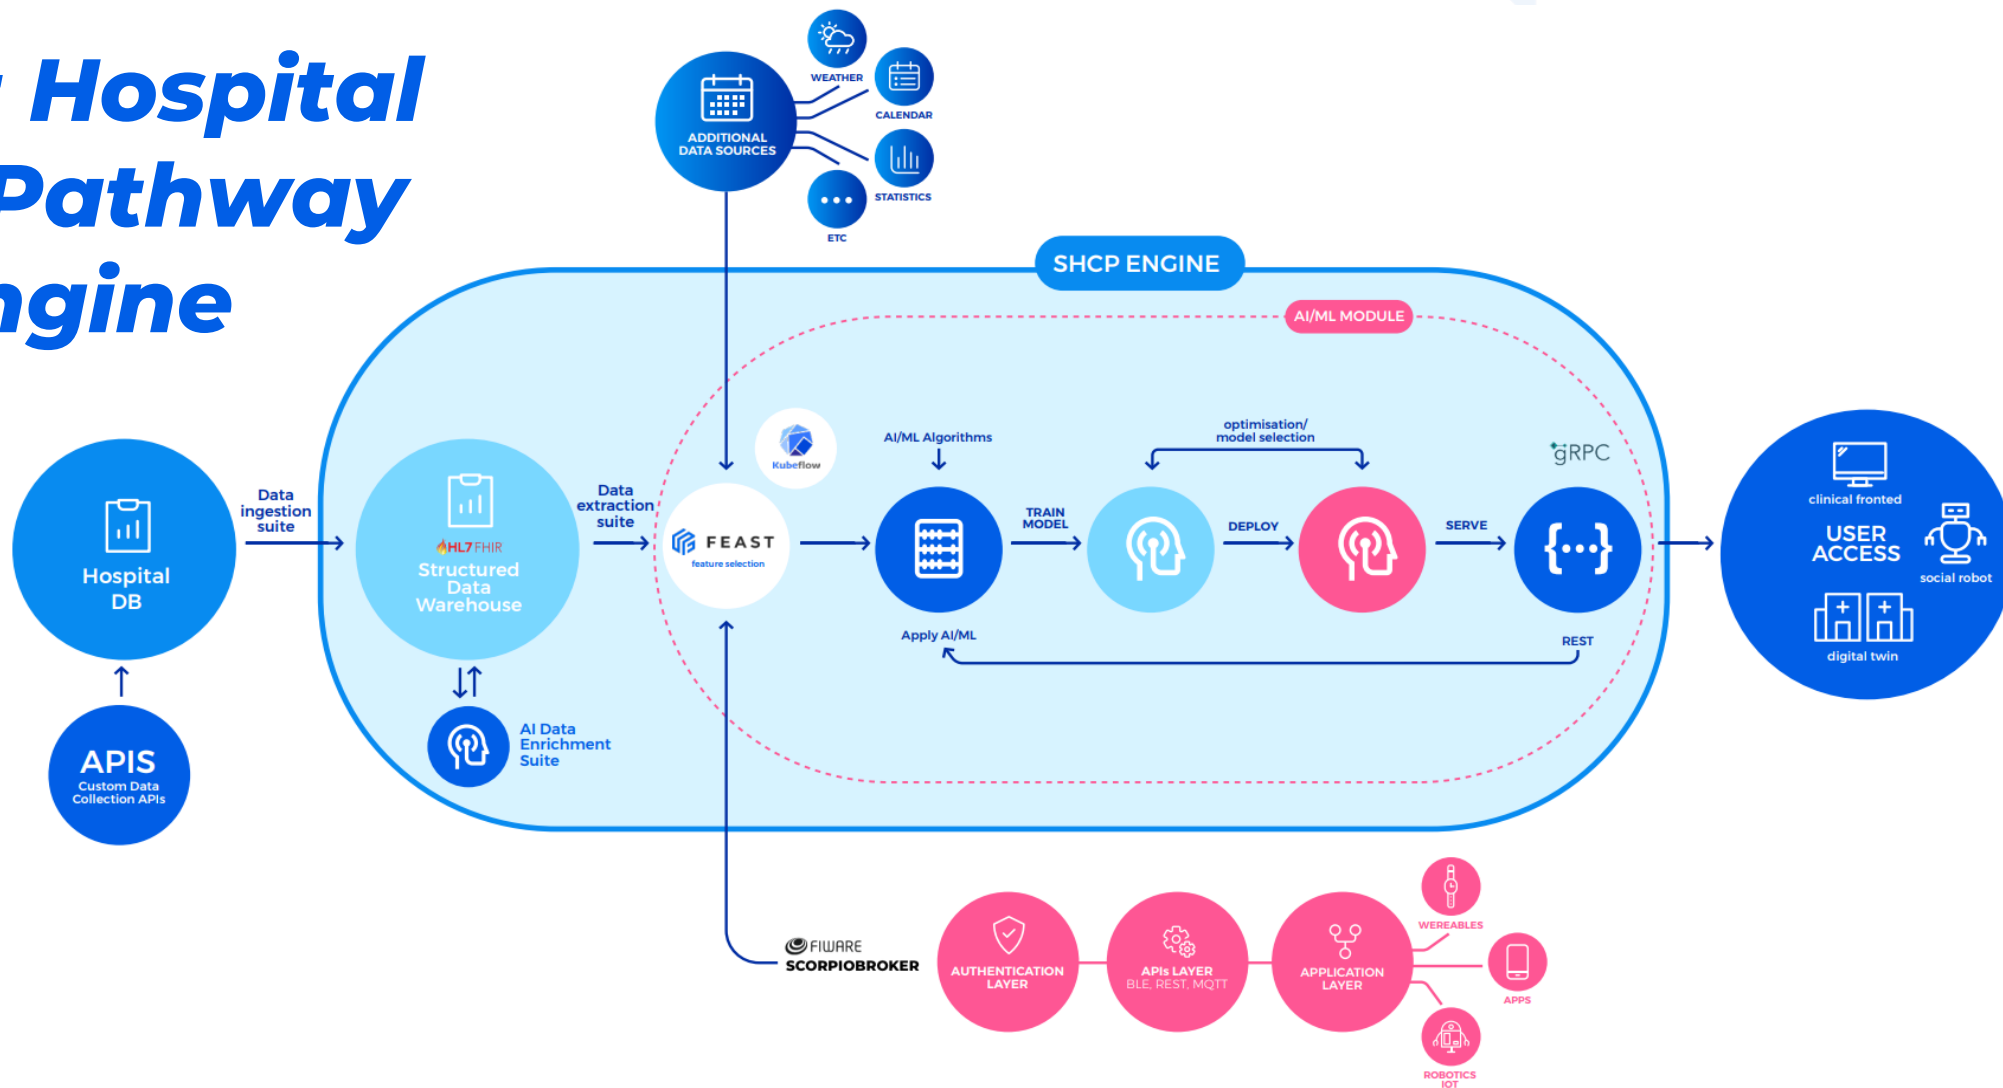 Hospital
Pathway
ngine
WEATHER
CALENDAR
STATISTICS
ETC
ADDITIONAL
DATA SOURCES
SHCP ENGINE
AI/ML MODULE
Kubeflow
AI/ML Algorithms
optimisation/
model selection
gRPC
Hospital
DB
Data
ingestion
suite
HL7 FHIR
Structured
Data
Warehouse
Data
extraction
suite
FEAST
feature selection
TRAIN
MODEL
DEPLOY
SERVE
{...}
Apply AI/ML
REST
clinical fronted
USER
ACCESS
social robot
digital twin
APIS
Custom Data
Collection APIs
AI Data
Enrichment
Suite
FIWARE
SCORPIOBROKER
AUTHENTICATION
LAYER
APIs LAYER
BLE, REST, MQTT
APPLICATION
LAYER
WEREABLES
APPS
ROBOTICS
IOT